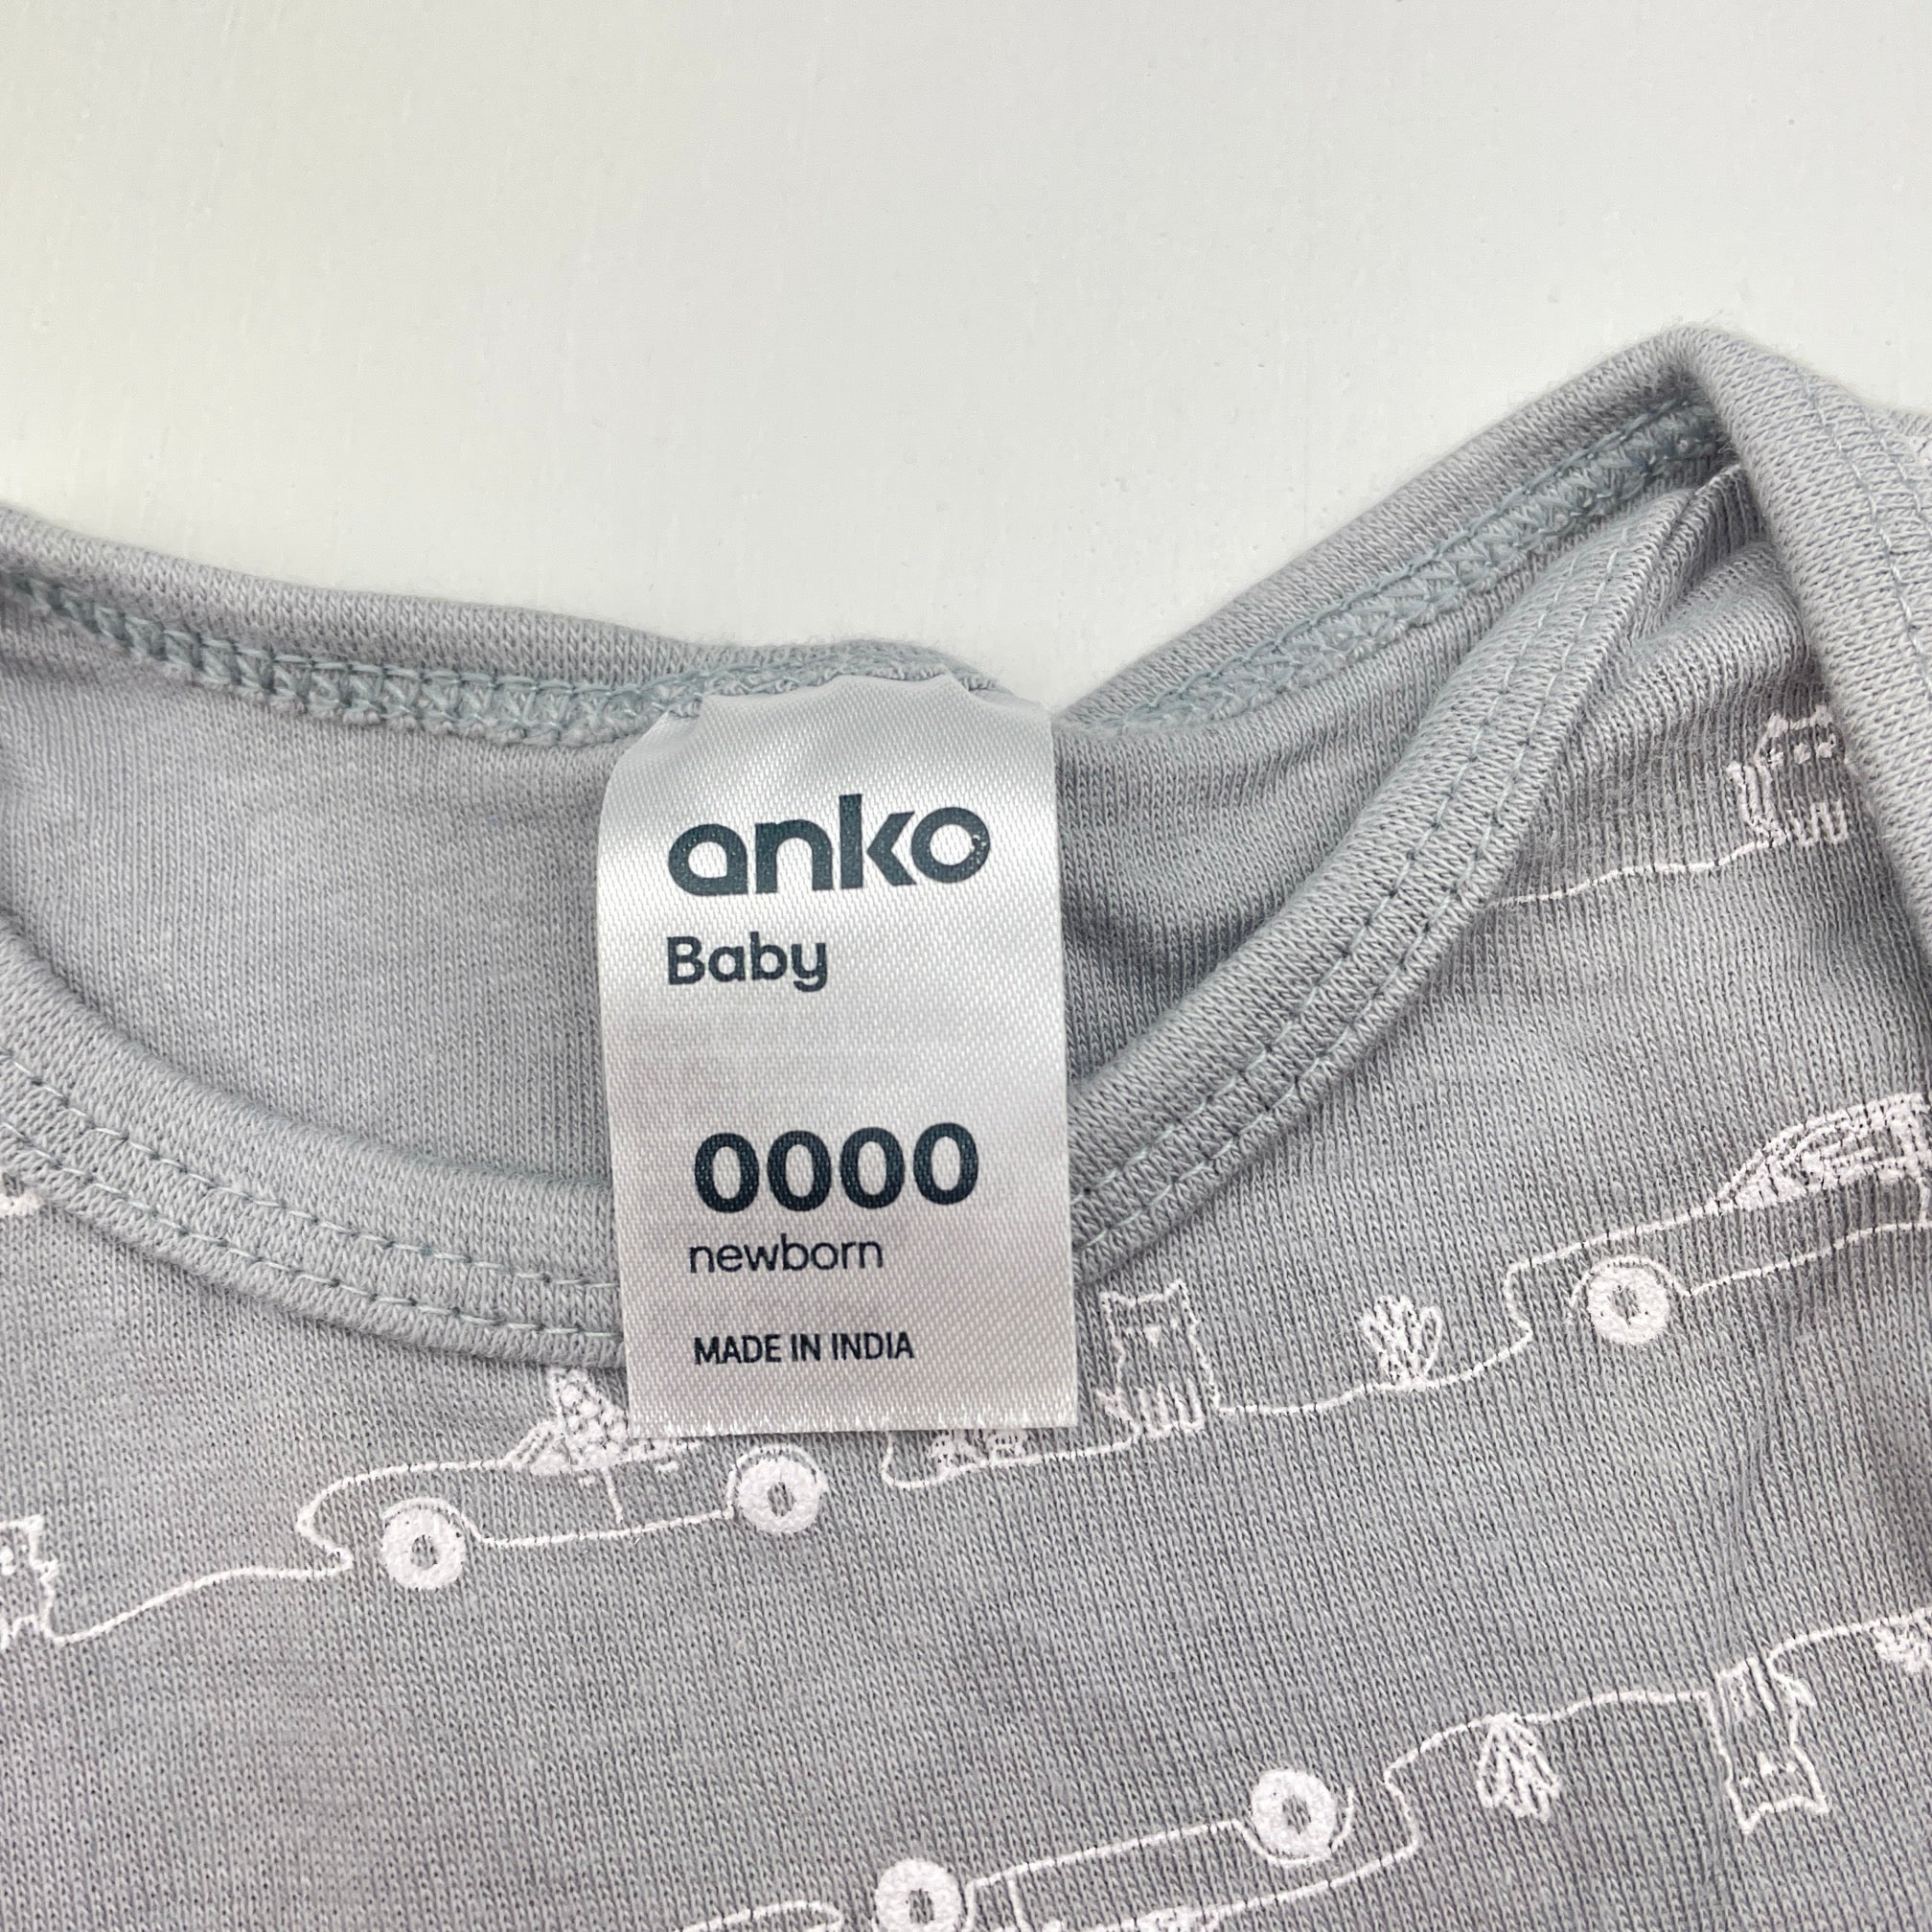 anko
Baby
0000
newborn
MADE IN INDIA